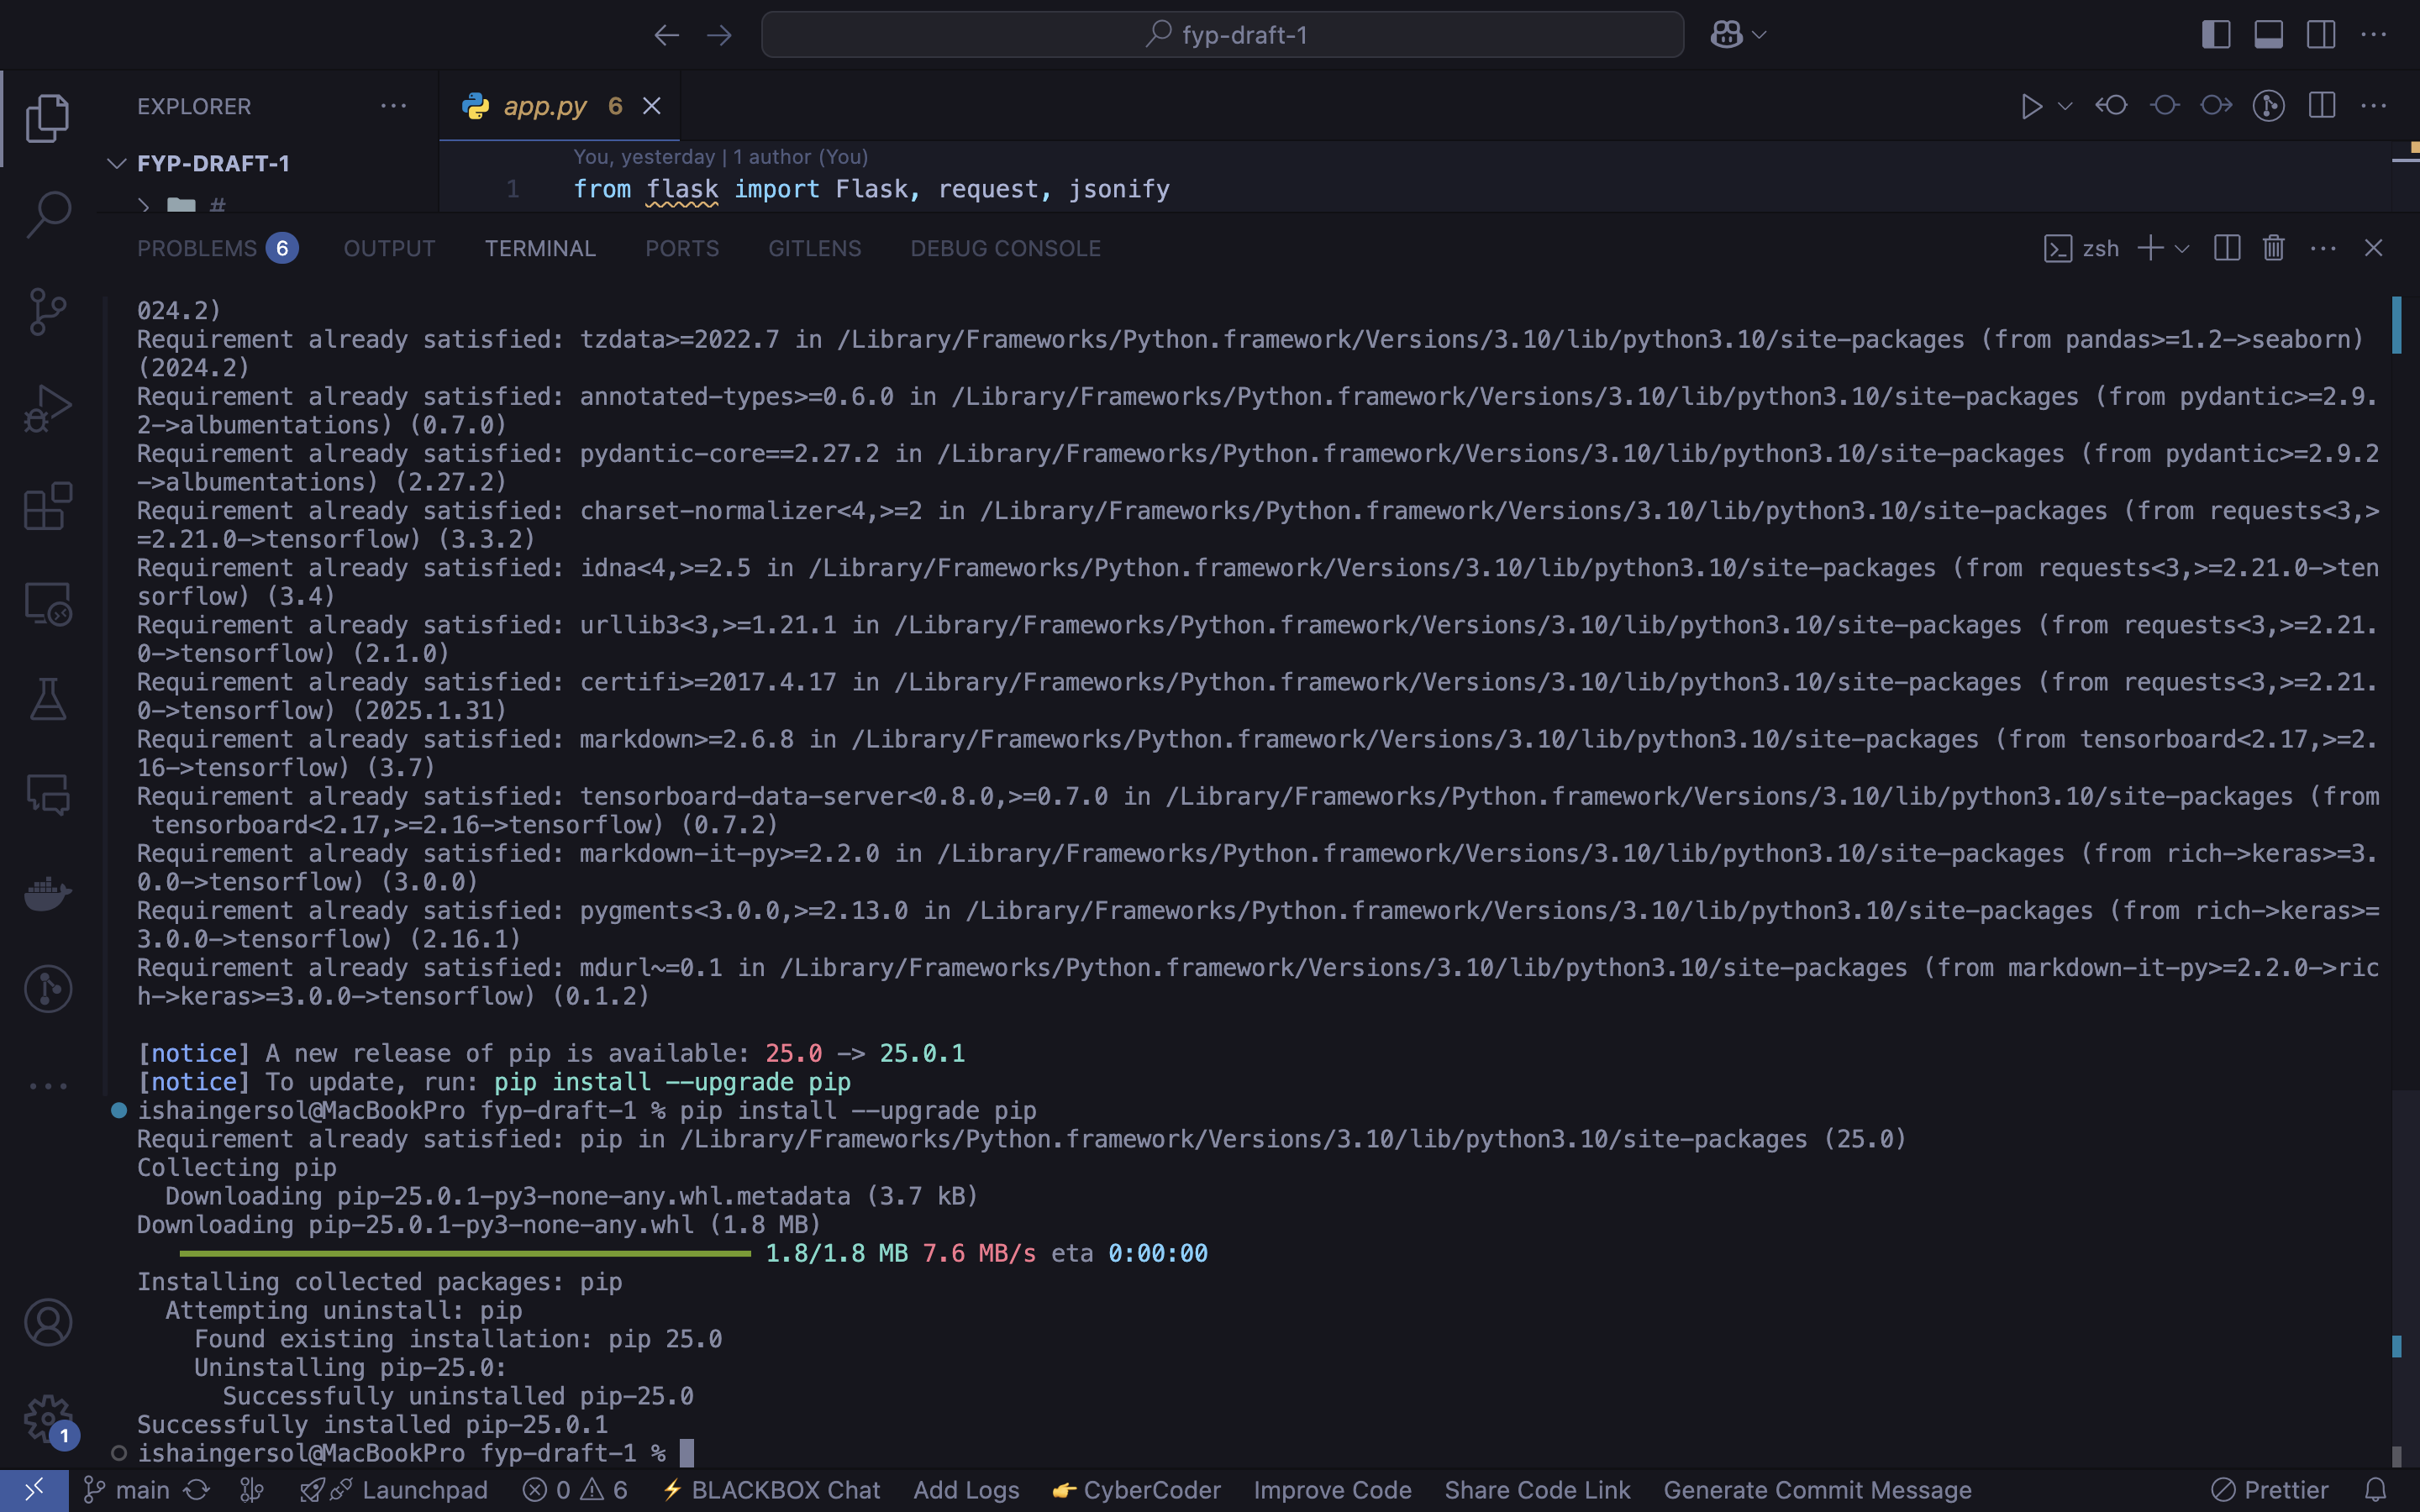 fyp-draft-1
EXPLORER
app.py 6
FYP-DRAFT-1
#
You, yesterday | 1 author (You)
1 from flask import Flask, request, jsonify
PROBLEMS 6 OUTPUT TERMINAL PORTS GITLENS DEBUG CONSOLE
zsh
024.2)
Requirement already satisfied: tzdata>=2022.7 in /Library/Frameworks/Python.framework/Versions/3.10/lib/python3.10/site-packages (from pandas>=1.2->seaborn)
(2024.2)
Requirement already satisfied: annotated-types>=0.6.0 in /Library/Frameworks/Python.framework/Versions/3.10/lib/python3.10/site-packages (from pydantic>=2.9.
2->albumentations) (0.7.0)
Requirement already satisfied: pydantic-core==2.27.2 in /Library/Frameworks/Python.framework/Versions/3.10/lib/python3.10/site-packages (from pydantic>=2.9.2
->albumentations) (2.27.2)
Requirement already satisfied: charset-normalizer<4,>=2 in /Library/Frameworks/Python.framework/Versions/3.10/lib/python3.10/site-packages (from requests<3,>
=2.21.0->tensorflow) (3.3.2)
Requirement already satisfied: idna<4,>=2.5 in /Library/Frameworks/Python.framework/Versions/3.10/lib/python3.10/site-packages (from requests<3,>=2.21.0->ten
sorflow) (3.4)
Requirement already satisfied: urllib3<3,>=1.21.1 in /Library/Frameworks/Python.framework/Versions/3.10/lib/python3.10/site-packages (from requests<3,>=2.21.
0->tensorflow) (2.1.0)
Requirement already satisfied: certifi>=2017.4.17 in /Library/Frameworks/Python.framework/Versions/3.10/lib/python3.10/site-packages (from requests<3,>=2.21.
0->tensorflow) (2025.1.31)
Requirement already satisfied: markdown>=2.6.8 in /Library/Frameworks/Python.framework/Versions/3.10/lib/python3.10/site-packages (from tensorboard<2.17,>=2.
16->tensorflow) (3.7)
Requirement already satisfied: tensorboard-data-server<0.8.0,>=0.7.0 in /Library/Frameworks/Python.framework/Versions/3.10/lib/python3.10/site-packages (from
 tensorboard<2.17,>=2.16->tensorflow) (0.7.2)
Requirement already satisfied: markdown-it-py>=2.2.0 in /Library/Frameworks/Python.framework/Versions/3.10/lib/python3.10/site-packages (from rich->keras>=3.
0.0->tensorflow) (3.0.0)
Requirement already satisfied: pygments<3.0.0,>=2.13.0 in /Library/Frameworks/Python.framework/Versions/3.10/lib/python3.10/site-packages (from rich->keras>=
3.0.0->tensorflow) (2.16.1)
Requirement already satisfied: mdurl~=0.1 in /Library/Frameworks/Python.framework/Versions/3.10/lib/python3.10/site-packages (from markdown-it-py>=2.2.0->ric
h->keras>=3.0.0->tensorflow) (0.1.2)
[notice] A new release of pip is available: 25.0 -> 25.0.1
[notice] To update, run: pip install --upgrade pip
ishaingersol@MacBookPro fyp-draft-1 % pip install --upgrade pip
Requirement already satisfied: pip in /Library/Frameworks/Python.framework/Versions/3.10/lib/python3.10/site-packages (25.0)
Collecting pip
  Downloading pip-25.0.1-py3-none-any.whl.metadata (3.7 kB)
Downloading pip-25.0.1-py3-none-any.whl (1.8 MB)
1.8/1.8 MB 7.6 MB/s eta 0:00:00
Installing collected packages: pip
  Attempting uninstall: pip
    Found existing installation: pip 25.0
    Uninstalling pip-25.0:
      Successfully uninstalled pip-25.0
Successfully installed pip-25.0.1
ishaingersol@MacBookPro fyp-draft-1 %
1
main Launchpad 0 6 BLACKBOX Chat Add Logs CyberCoder Improve Code Share Code Link Generate Commit Message Prettier